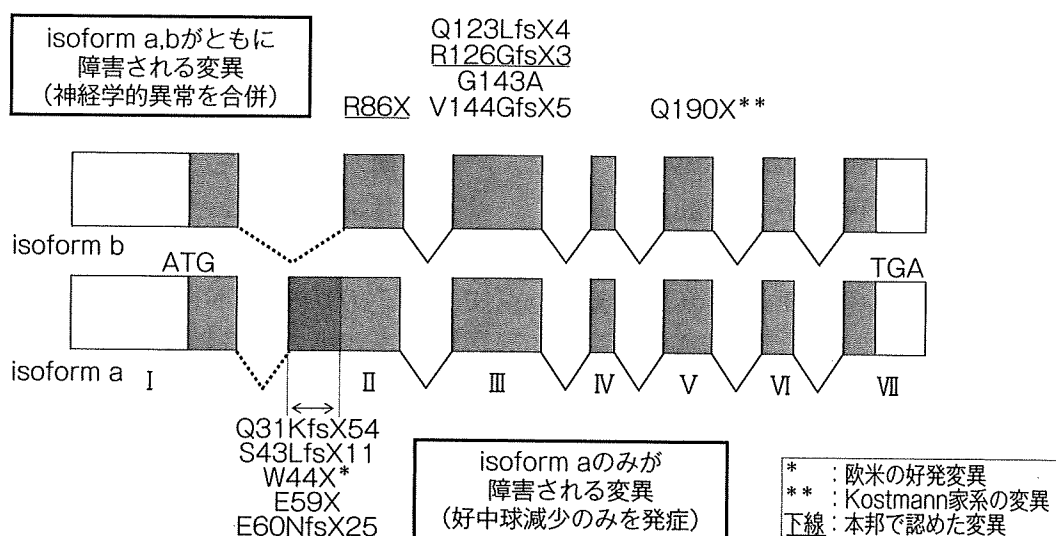 isoform a,bがともに
障害される変異
(神経学的異常を合併)
Q123LfsX4
R126GfsX3
G143A
R86X V144GfsX5 Q190X**
isoform b
ATG
TGA
isoform a
I II III IV V VI VII
Q31KfsX54
S43LfsX11
W44X*
E59X
E60NfsX25
isoform aのみが
障害される変異
(好中球減少のみを発症)
* :欧米の好発変異
** :Kostmann家系の変異
下線:本邦で認めた変異